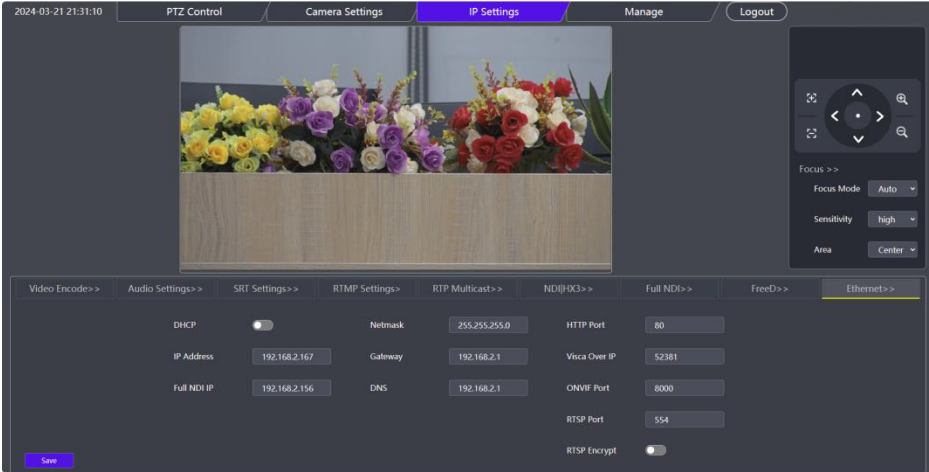 2024-03-21 21:31:10 PTZ Control Camera Settings IP Settings Manage Logout
Focus >>
Focus Mode Auto
Sensitivity high
Area Center
Video Encode>> Audio Settings>> SRT Settings>> RTMP Settings> RTP Multicast>> NDI|HX3>> Full NDI>> FreeD>> Ethernet>>
DHCP Netmask 255.255.255.0 HTTP Port 80
IP Address 192.168.2.167 Gateway 192.168.2.1 Visca Over IP 52381
Full NDI IP 192.168.2.156 DNS 192.168.2.1 ONVIF Port 8000
RTSP Port 554
RTSP Encrypt
Save